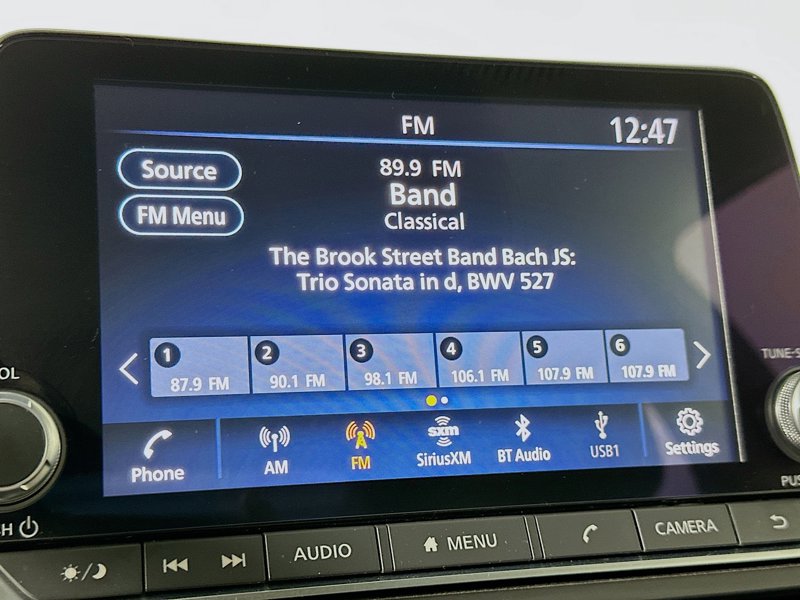 FM
12:47
Source
89.9 FM
Band
FM Menu
Classical
The Brook Street Band Bach JS:
Trio Sonata in d, BWV 527
1
87.9 FM
2
90.1 FM
3
98.1 FM
4
106.1 FM
5
107.9 FM
6
107.9 FM
Phone
AM
FM
sxm
SiriusXM
BT Audio
USB1
Settings
AUDIO
MENU
CAMERA